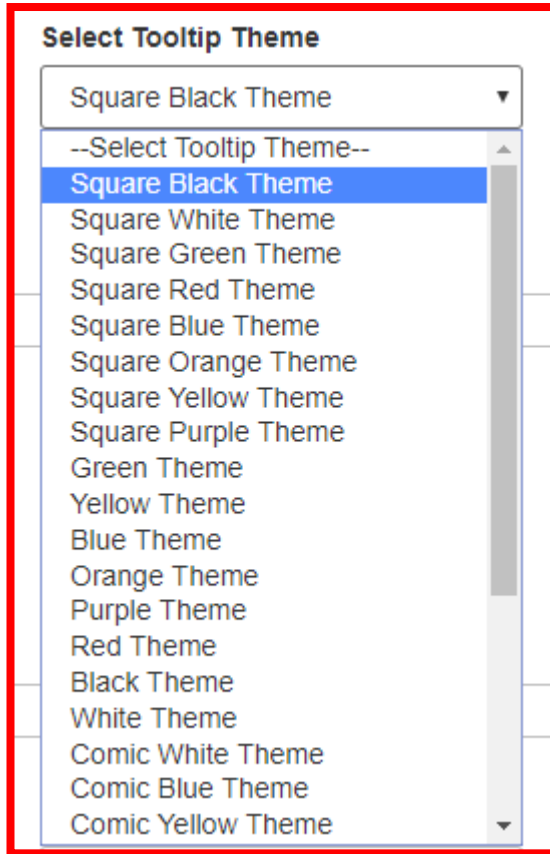 Select Tooltip Theme
Square Black Theme
--Select Tooltip Theme--
Square Black Theme
Square White Theme
Square Green Theme
Square Red Theme
Square Blue Theme
Square Orange Theme
Square Yellow Theme
Square Purple Theme
Green Theme
Yellow Theme
Blue Theme
Orange Theme
Purple Theme
Red Theme
Black Theme
White Theme
Comic White Theme
Comic Blue Theme
Comic Yellow Theme